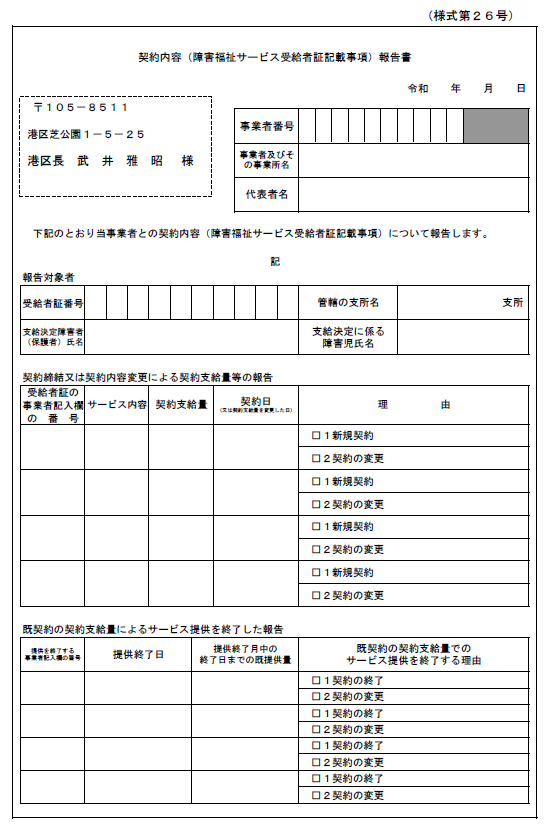 （様式第２６号）
契約内容（障害福祉サービス受給者証記載事項）報告書
令和　　年　　月　　日
〒１０５－８５１１
港区芝公園１－５－２５
港区長　武　井　雅　昭　様
事業者番号
事業者及びそ
の事業所名
代表者名
下記のとおり当事業者との契約内容（障害福祉サービス受給者証記載事項）について報告します。
記
報告対象者
受給者証番号
管轄の支所名
支所
支給決定障害者
（保護者）氏名
支給決定に係る
障害児氏名
契約締結又は契約内容変更による契約支給量等の報告
受給者証の
事業者記入欄
の　番　号
サービス内容
契約支給量
契約日
（又は契約支給量を変更した日）
理　　　　由
□１新規契約
□２契約の変更
□１新規契約
□２契約の変更
□１新規契約
□２契約の変更
□１新規契約
□２契約の変更
既契約の契約支給量によるサービス提供を終了した報告
提供を終了する
事業者記入欄の番号
提供終了日
提供終了月中の
終了日までの既提供量
既契約の契約支給量での
サービス提供を終了する理由
□１契約の終了
□２契約の変更
□１契約の終了
□２契約の変更
□１契約の終了
□２契約の変更
□１契約の終了
□２契約の変更